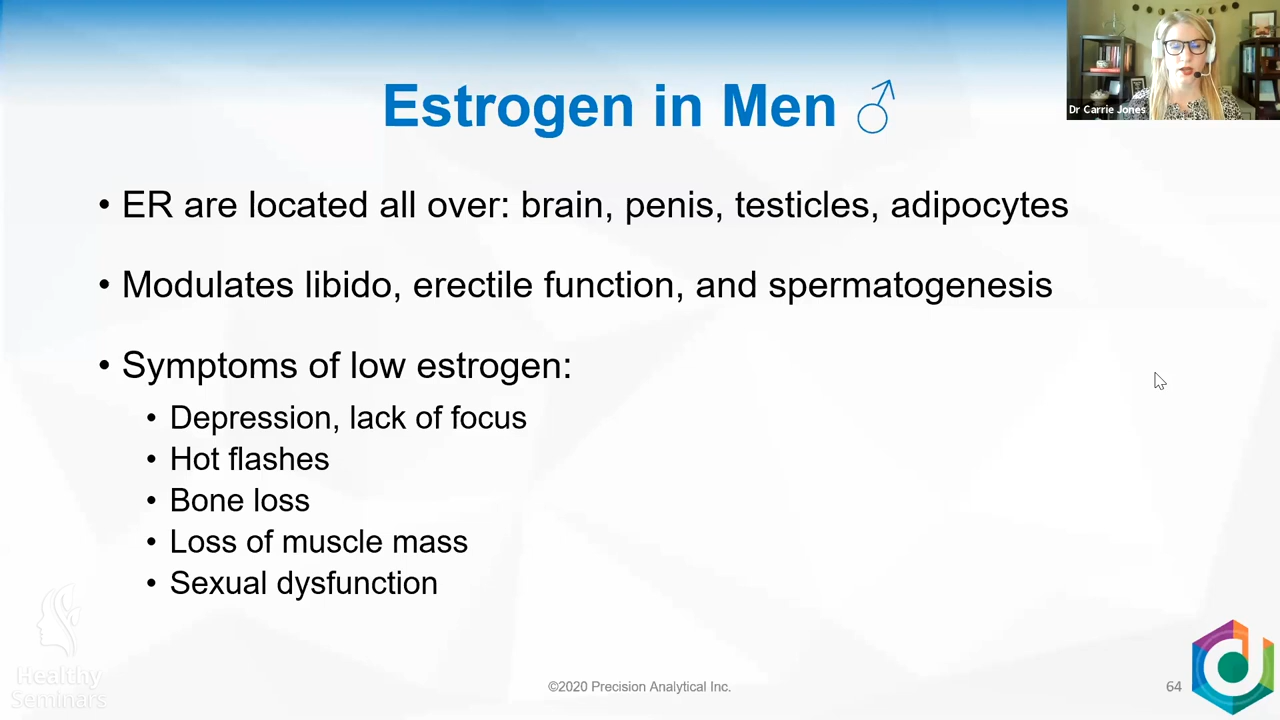 Dr Carrie Jones
Estrogen in Men ♂
• ER are located all over: brain, penis, testicles, adipocytes
• Modulates libido, erectile function, and spermatogenesis
• Symptoms of low estrogen:
• Depression, lack of focus
• Hot flashes
• Bone loss
• Loss of muscle mass
• Sexual dysfunction
Healthy
Seminars
©2020 Precision Analytical Inc.
64